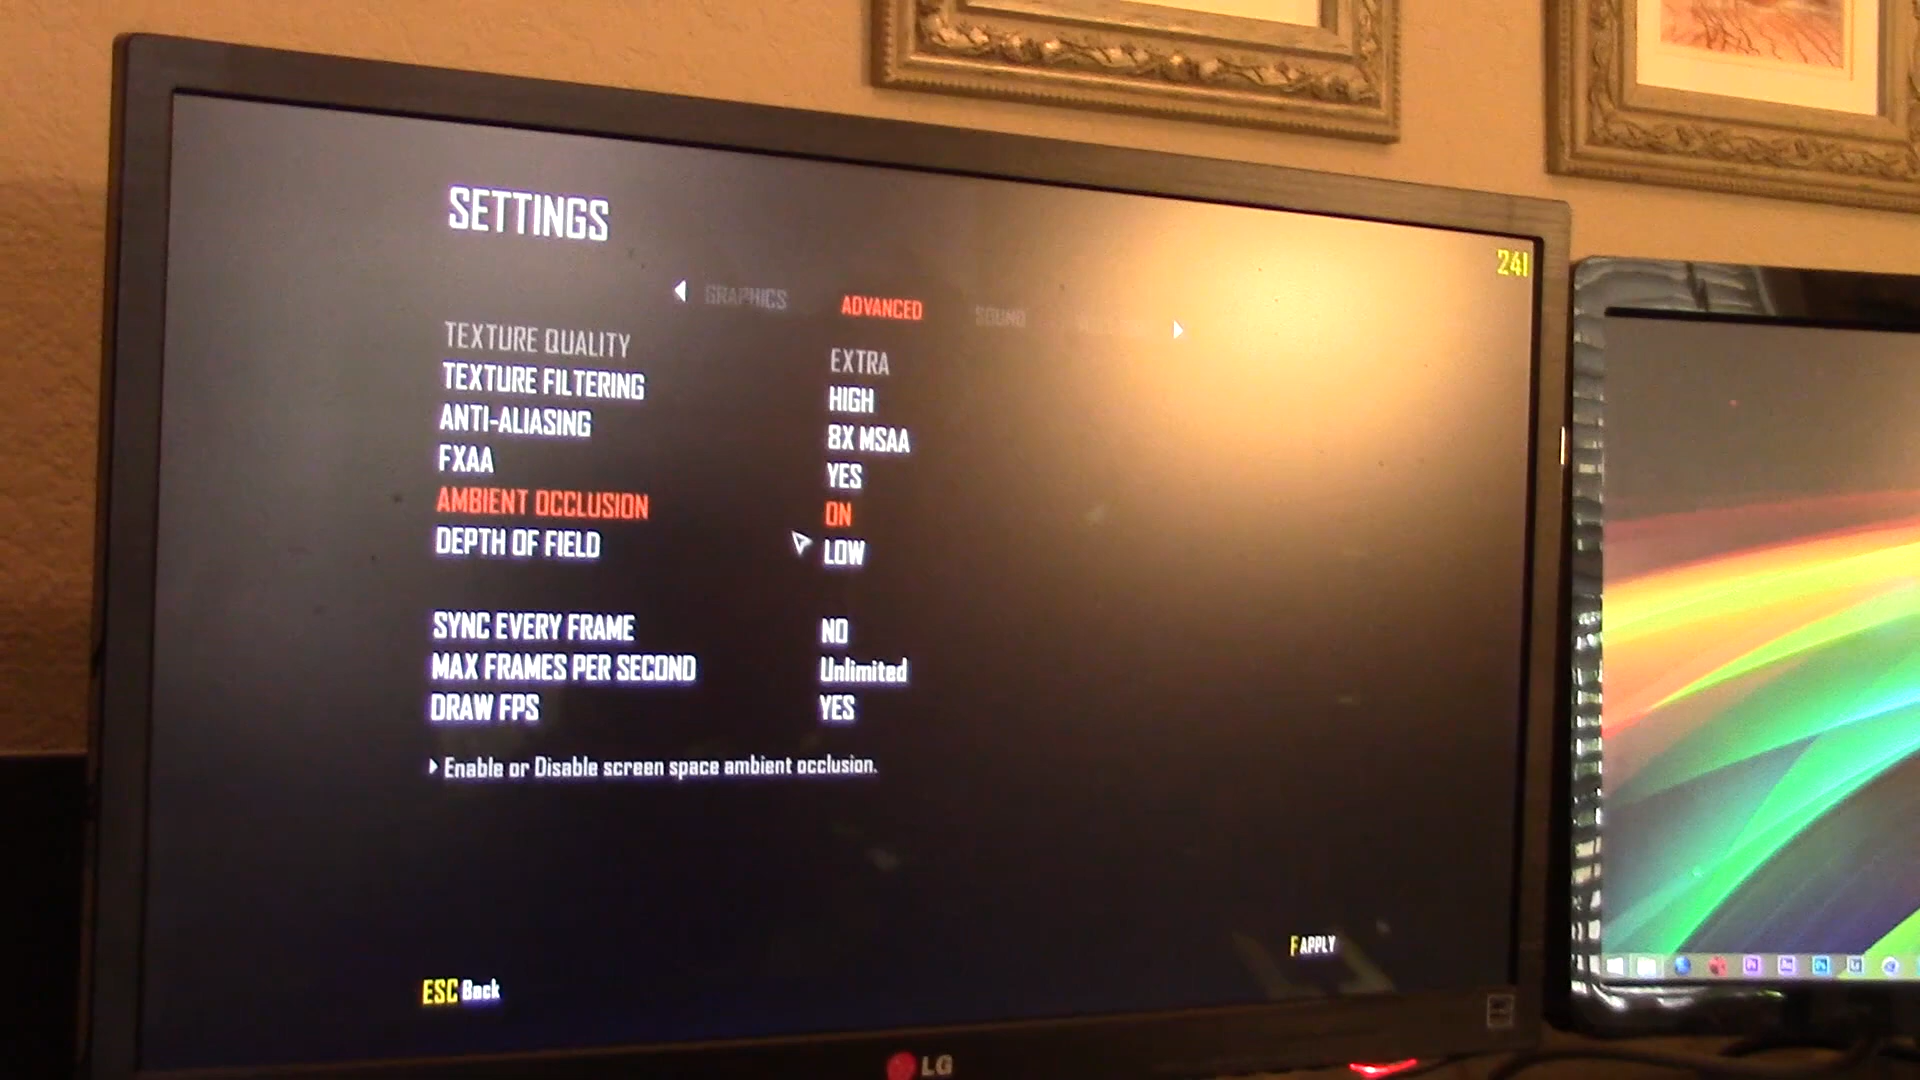 SETTINGS
241
GRAPHICS ADVANCED SOUND
TEXTURE QUALITY EXTRA
TEXTURE FILTERING HIGH
ANTI-ALIASING 8X MSAA
FXAA YES
AMBIENT OCCLUSION ON
DEPTH OF FIELD LOW
SYNC EVERY FRAME NO
MAX FRAMES PER SECOND Unlimited
DRAW FPS YES
Enable or Disable screen space ambient occlusion.
F APPLY
ESC Back
LG